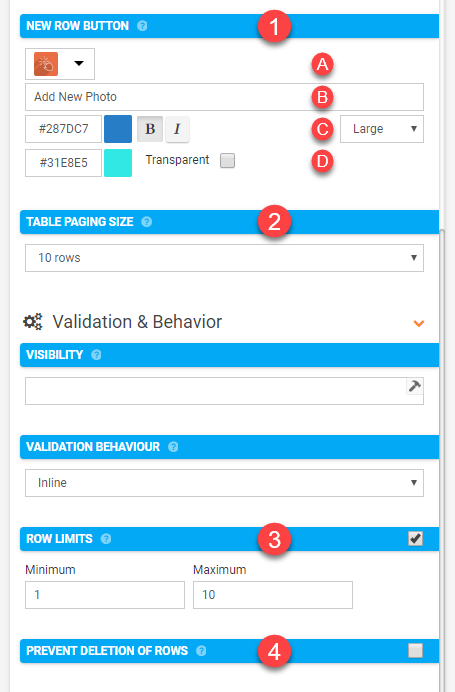 NEW ROW BUTTON ? 1
A
Add New Photo B
#287DC7 B I C Large
#31E8E5 Transparent D
TABLE PAGING SIZE ? 2
10 rows
Validation & Behavior
VISIBILITY ?
VALIDATION BEHAVIOUR ?
Inline
ROW LIMITS ? 3
Minimum Maximum
1 10
PREVENT DELETION OF ROWS ? 4